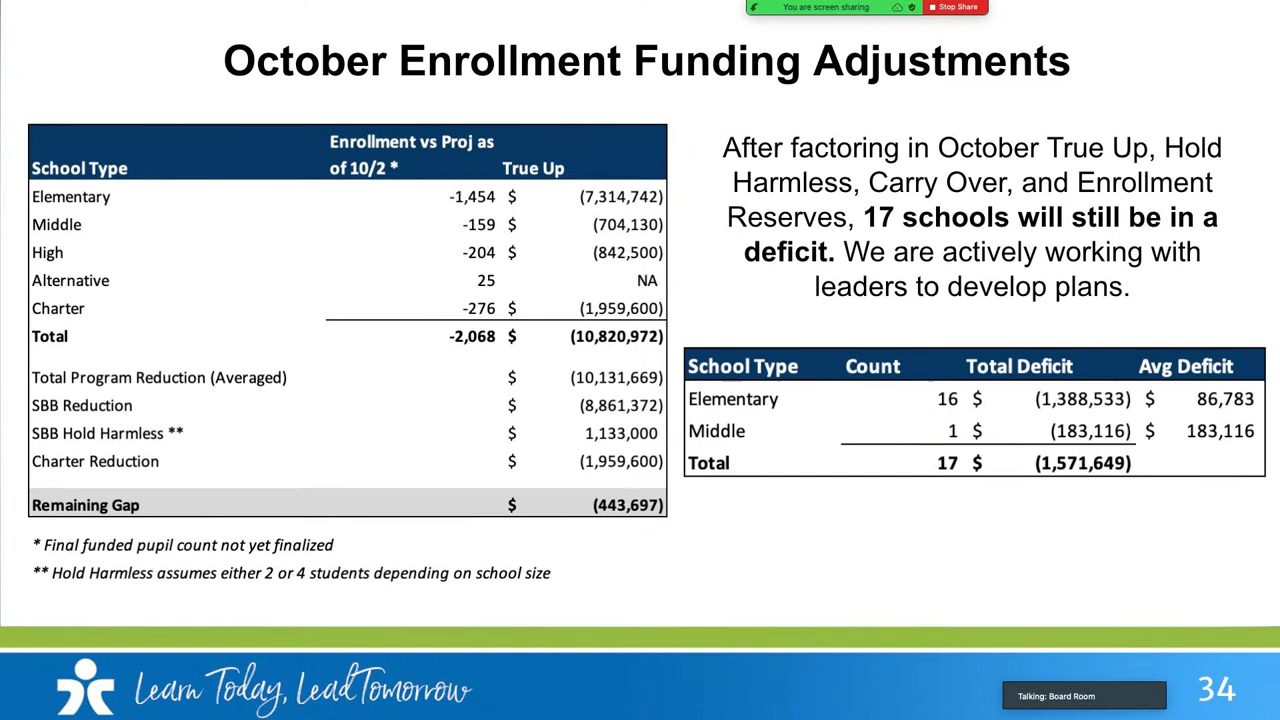 You are screen sharing Stop Share
October Enrollment Funding Adjustments
School Type Enrollment vs Proj as of 10/2 * True Up
Elementary -1,454 $ (7,314,742)
Middle -159 $ (704,130)
High -204 $ (842,500)
Alternative 25 NA
Charter -276 $ (1,959,600)
Total -2,068 $ (10,820,972)
Total Program Reduction (Averaged) $ (10,131,669)
SBB Reduction $ (8,861,372)
SBB Hold Harmless ** $ 1,133,000
Charter Reduction $ (1,959,600)
Remaining Gap $ (443,697)
* Final funded pupil count not yet finalized
** Hold Harmless assumes either 2 or 4 students depending on school size
After factoring in October True Up, Hold
Harmless, Carry Over, and Enrollment
Reserves, 17 schools will still be in a
deficit. We are actively working with
leaders to develop plans.
School Type Count Total Deficit Avg Deficit
Elementary 16 $ (1,388,533) $ 86,783
Middle 1 $ (183,116) $ 183,116
Total 17 $ (1,571,649)
Learn Today, Lead Tomorrow
Talking: Board Room
34